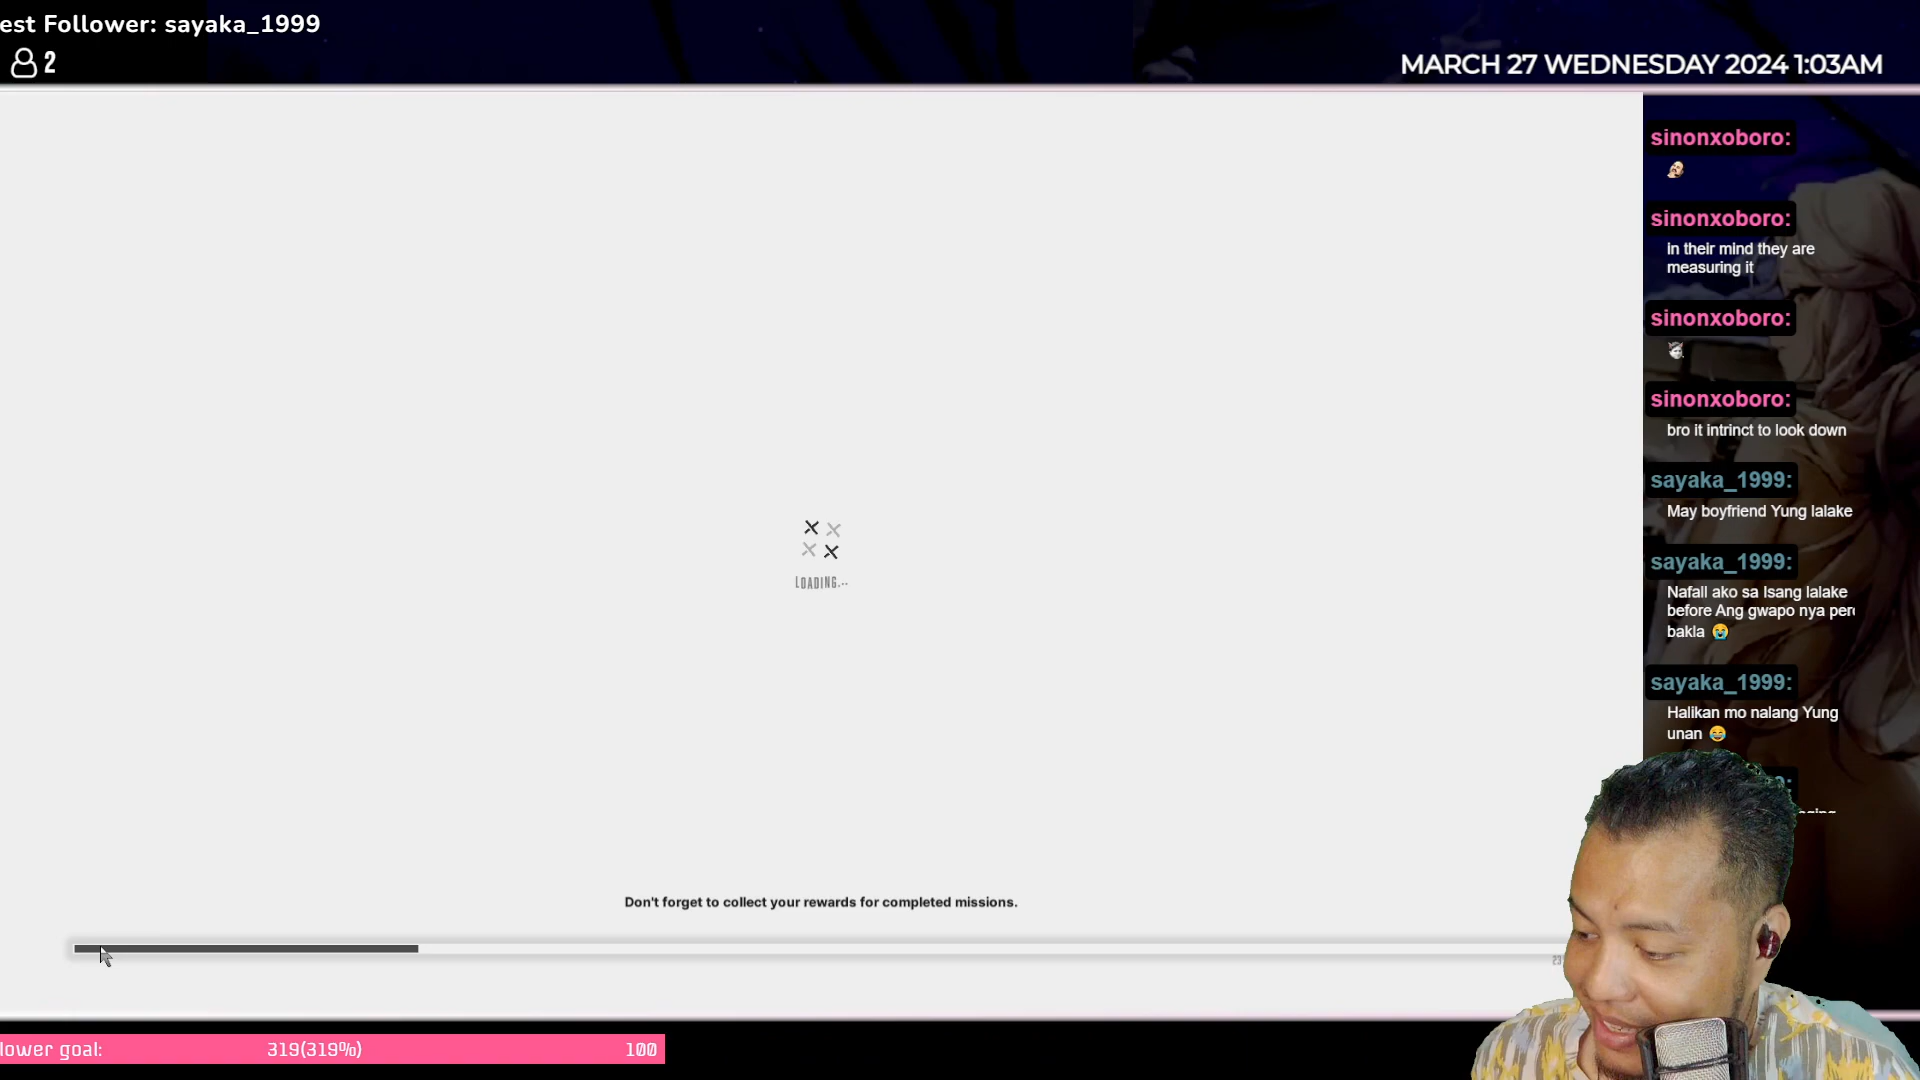 est Follower: sayaka_1999
2
MARCH 27 WEDNESDAY 2024 1:03AM
sinonxoboro:
sinonxoboro:
in their mind they are
measuring it
sinonxoboro:
sinonxoboro:
bro it intrinct to look down
sayaka_1999:
May boyfriend Yung lalake
sayaka_1999:
Nafall ako sa Isang lalake
before Ang gwapo nya pero
bakla 😭
sayaka_1999:
Halikan mo nalang Yung
unan 😂
LOADING...
Don't forget to collect your rewards for completed missions.
lower goal: 319(319%) 100